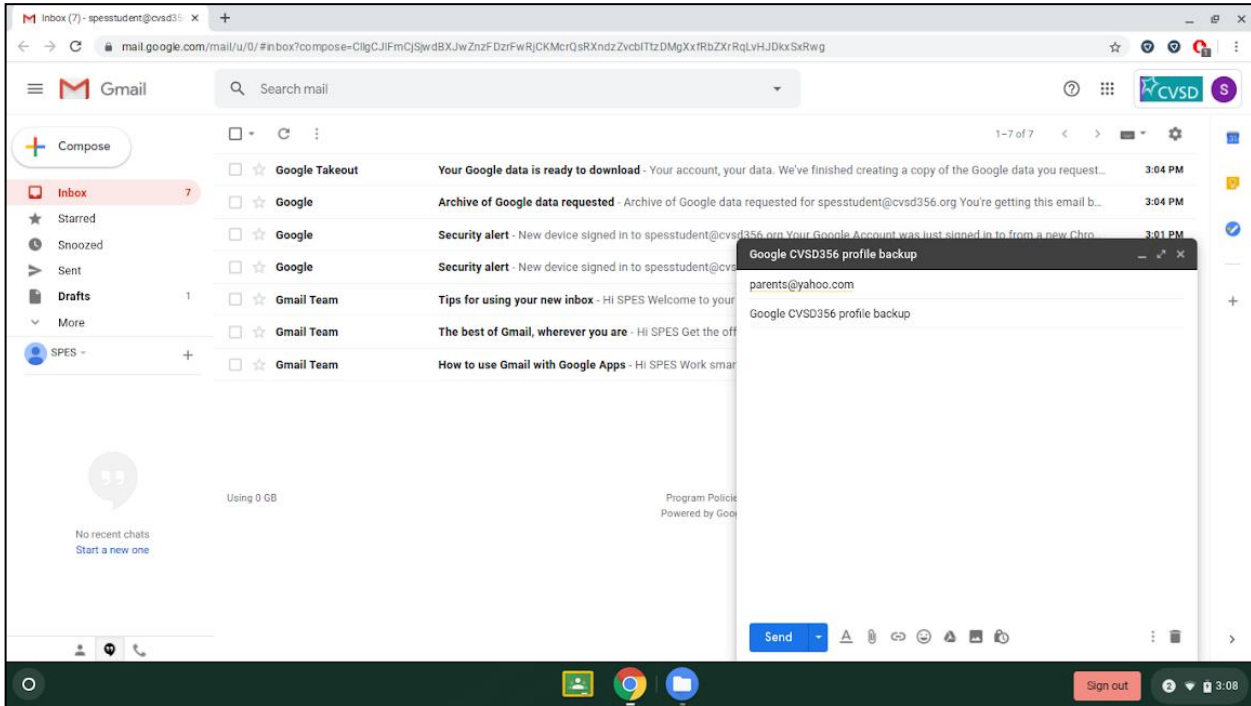 Inbox (7) - spesstudent@cvsd35
mail.google.com/mail/u/0/#inbox?compose=CllgCJlFmCjSjwdBXJwZnzFDzrFwRjCKMcrQsRXndzZvcblTtzDMgXxfRbZXrRqLvHJDkxSxRwg
Gmail
Search mail
CVSD
S
Compose
1–7 of 7
31
Inbox 7
Starred
Snoozed
Sent
Drafts 1
More
SPES
Google Takeout Your Google data is ready to download - Your account, your data. We've finished creating a copy of the Google data you request... 3:04 PM
Google Archive of Google data requested - Archive of Google data requested for spesstudent@cvsd356.org You're getting this email b... 3:04 PM
Google Security alert - New device signed in to spesstudent@cvsd356.org Your Google Account was just signed in to from a new Chro... 3:01 PM
Google Security alert - New device signed in to spesstudent@cvs
Gmail Team Tips for using your new inbox - Hi SPES Welcome to your
Gmail Team The best of Gmail, wherever you are - Hi SPES Get the off
Gmail Team How to use Gmail with Google Apps - Hi SPES Work smar
Using 0 GB
Program Policie
Powered by Goo
No recent chats
Start a new one
Google CVSD356 profile backup
parents@yahoo.com
Google CVSD356 profile backup
Send
Sign out
2
3:08